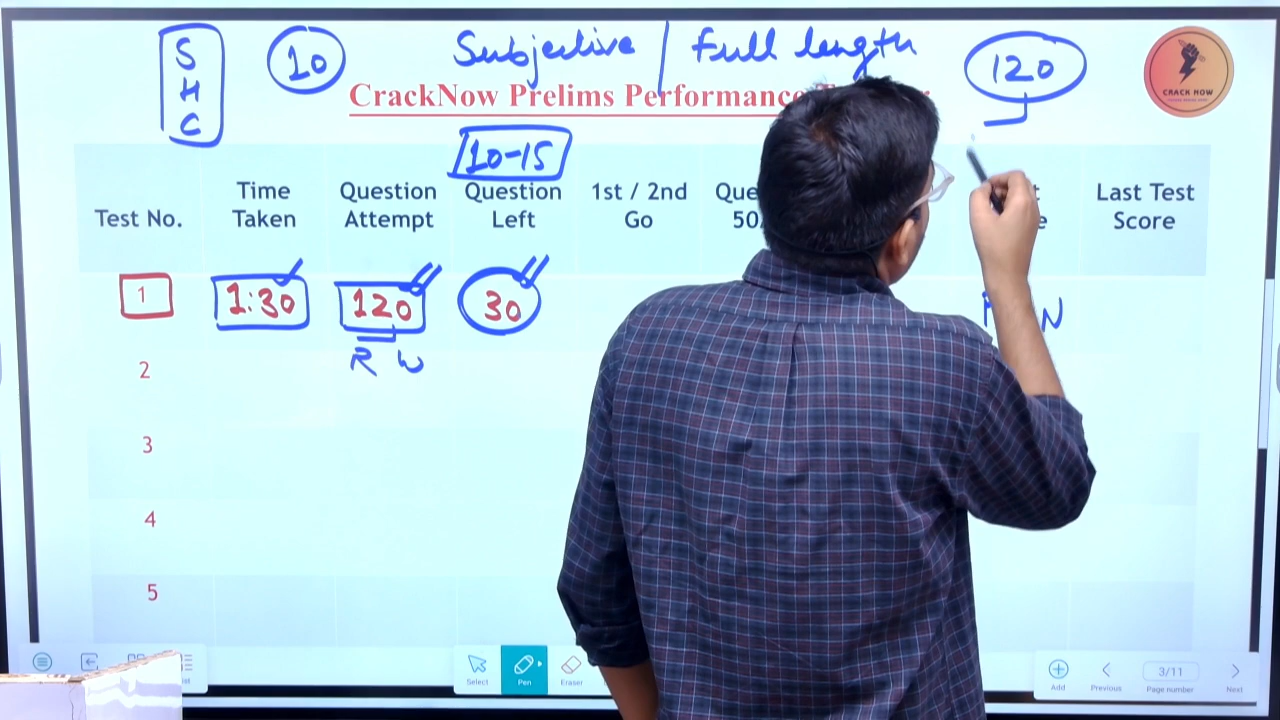 S
H
C
10
Subjective / Full length
120
CRACK NOW
CrackNow Prelims Performance
10-15
Test No.
Time Taken
Question Attempt
Question Left
1st / 2nd Go
Last Test Score
1
1:30
120
30
N
R W
2
3
4
5
Select
Pen
Eraser
Add
Previous
3/11
Page number
Next